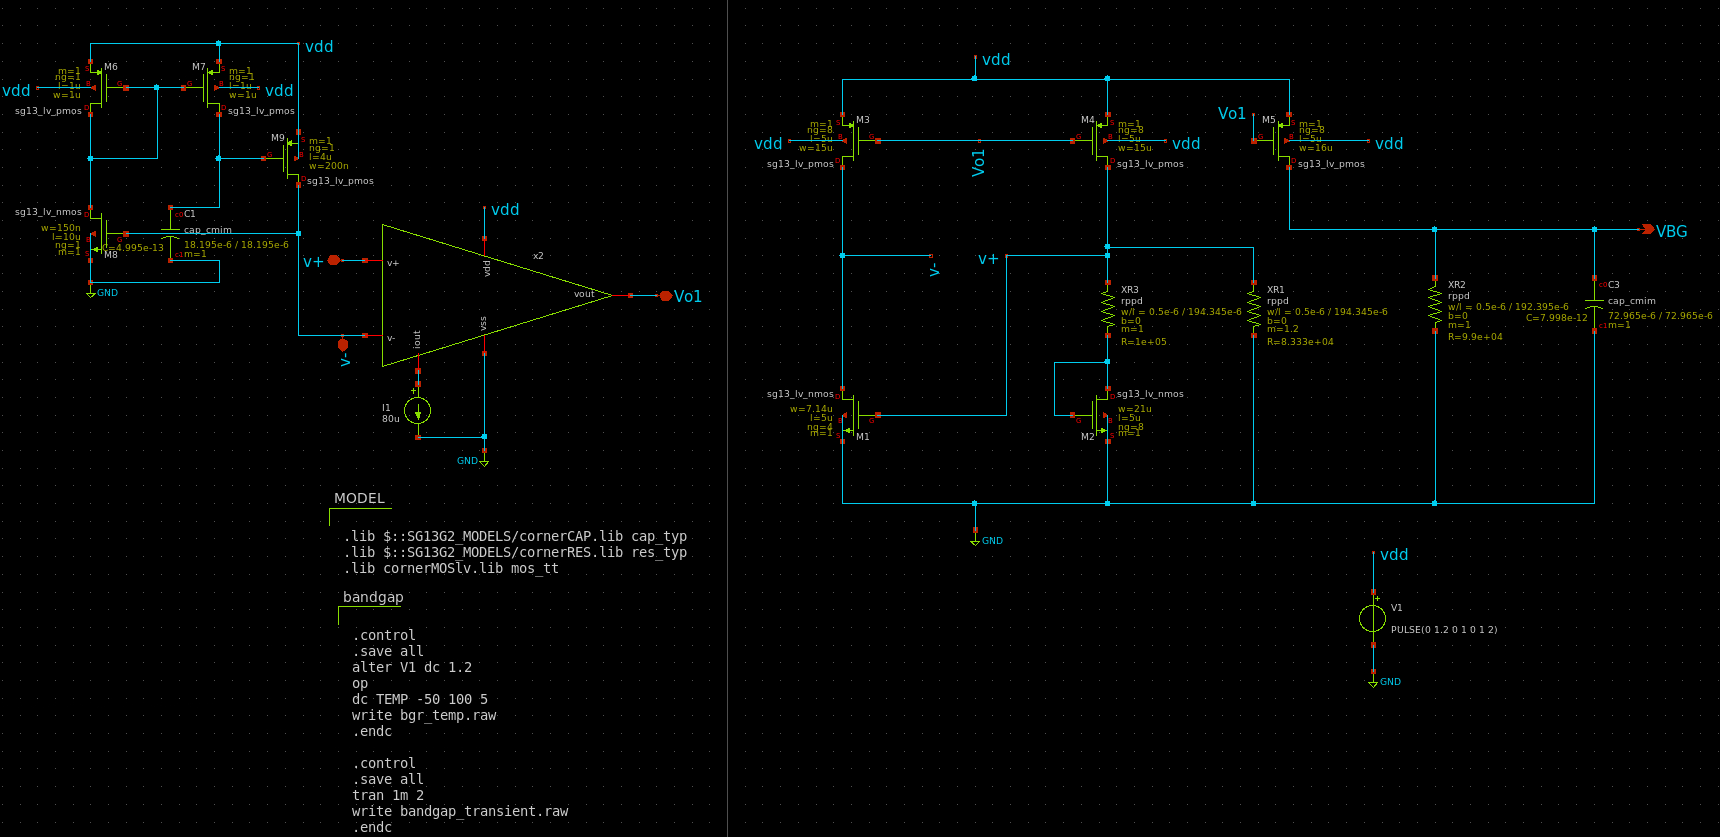 vdd
M6
m=1
ng=1
l=1u
w=1u
sg13_lv_pmos
vdd
M7
m=1
ng=1
l=1u
w=1u
vdd
sg13_lv_pmos
M9
m=1
ng=1
l=4u
w=200n
sg13_lv_pmos
sg13_lv_nmos
w=150n
l=10u
ng=1
m=1
M8
C1
cap_cmim
18.195e-6 / 18.195e-6
C=4.995e-13
m=1
GND
vdd
x2
v+
v+
vdd
vout
Vo1
vss
iout
v-
v-
I1
80u
GND
MODEL
.lib $::SG13G2_MODELS/cornerCAP.lib cap_typ
.lib $::SG13G2_MODELS/cornerRES.lib res_typ
.lib cornerMOSlv.lib mos_tt
bandgap
.control
.save all
alter V1 dc 1.2
op
dc TEMP -50 100 5
write bgr_temp.raw
.endc
.control
.save all
tran 1m 2
write bandgap_transient.raw
.endc
vdd
M3
m=1
ng=8
l=5u
w=15u
vdd
sg13_lv_pmos
Vo1
M4
m=1
ng=8
l=5u
w=15u
vdd
sg13_lv_pmos
Vo1
M5
m=1
ng=8
l=5u
w=16u
vdd
sg13_lv_pmos
VBG
v-
v+
XR3
rppd
w/l = 0.5e-6 / 194.345e-6
b=0
m=1
R=1e+05
XR1
rppd
w/l = 0.5e-6 / 194.345e-6
b=0
m=1.2
R=8.333e+04
XR2
rppd
w/l = 0.5e-6 / 192.395e-6
b=0
m=1
R=9.9e+04
C3
cap_cmim
72.965e-6 / 72.965e-6
C=7.998e-12
m=1
sg13_lv_nmos
w=7.14u
l=5u
ng=4
m=1
M1
sg13_lv_nmos
w=21u
l=5u
ng=8
m=1
M2
GND
vdd
V1
PULSE(0 1.2 0 1 0 1 2)
GND